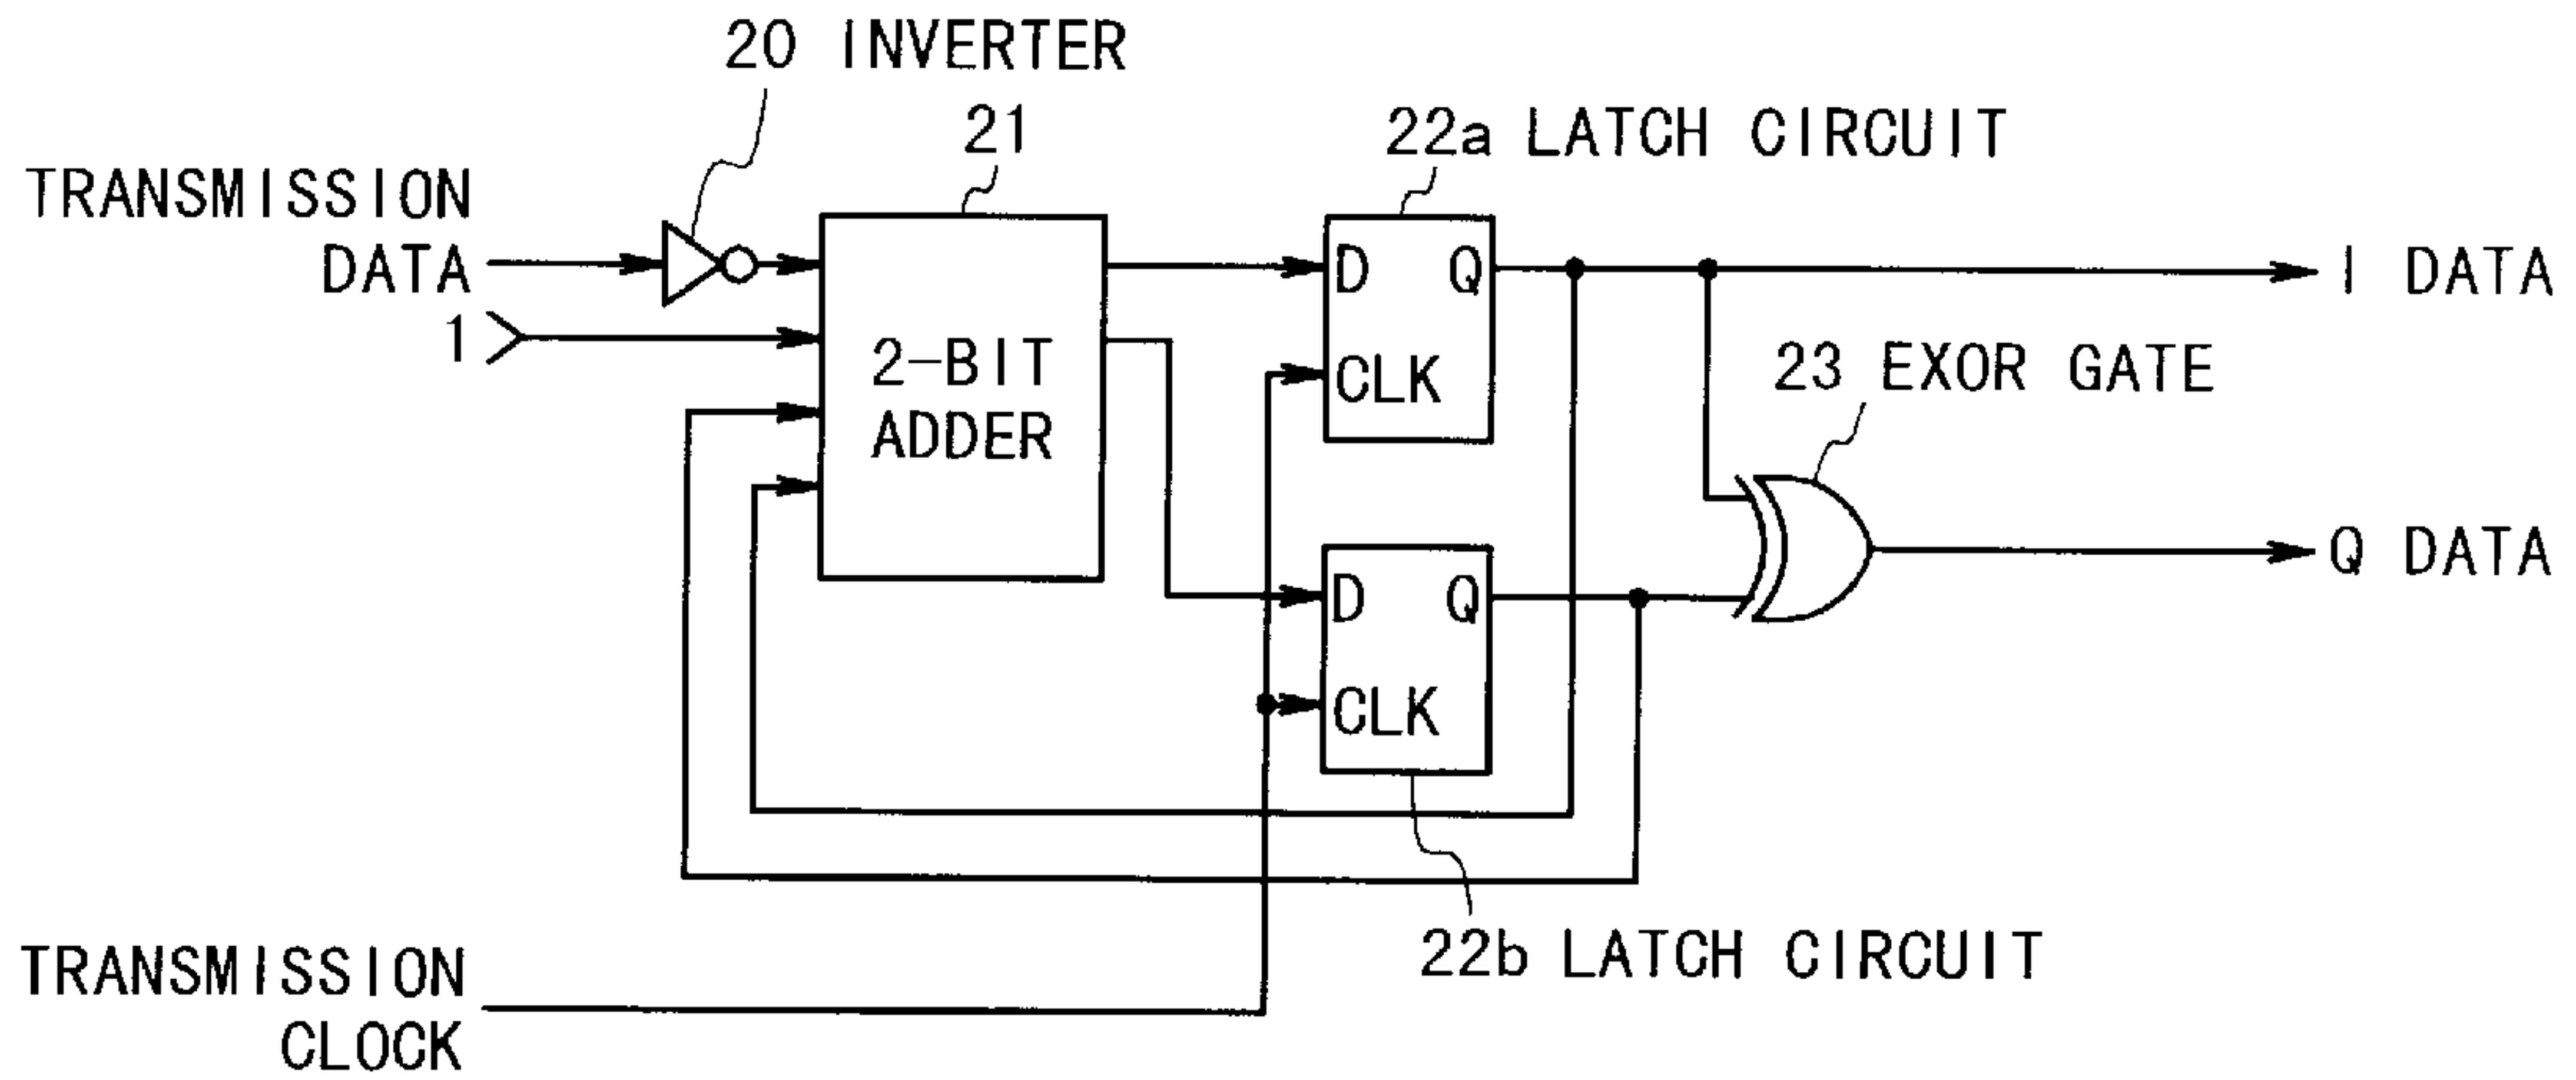 20 INVERTER
21
22a LATCH CIRCUIT
TRANSMISSION
DATA
1
2-BIT
ADDER
D Q
CLK
I DATA
23 EXOR GATE
D Q
CLK
Q DATA
22b LATCH CIRCUIT
TRANSMISSION
CLOCK